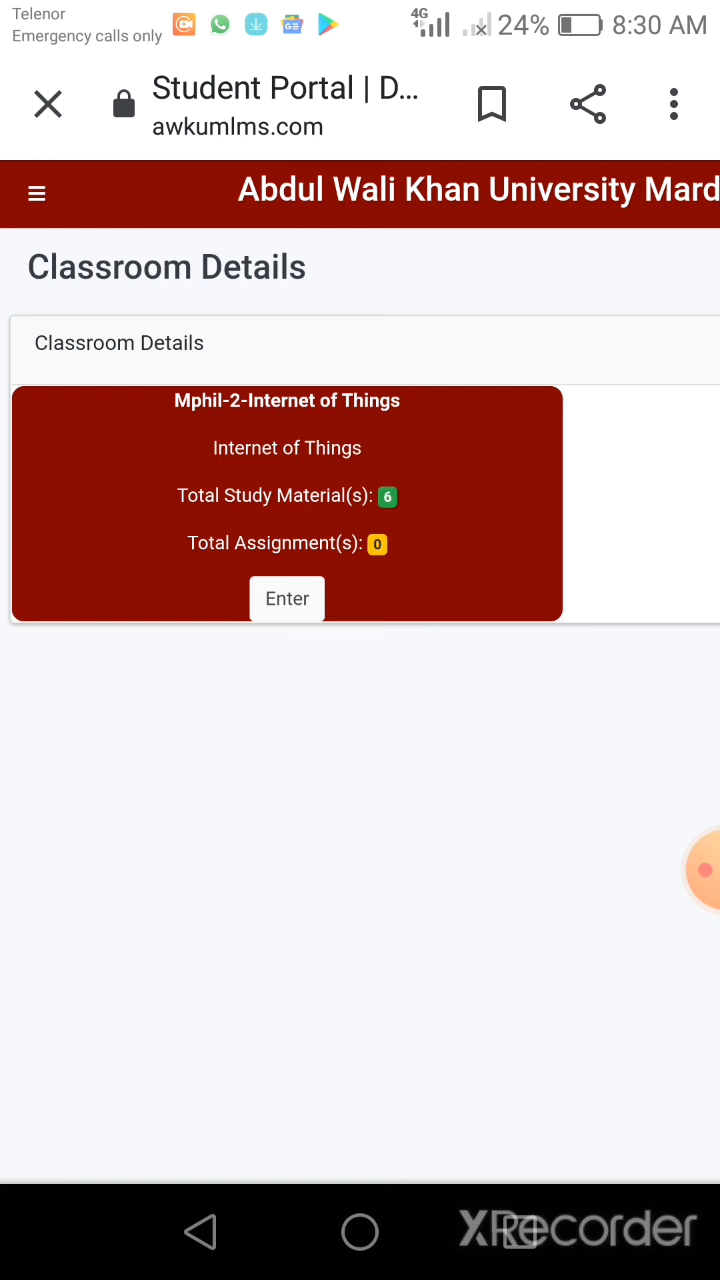 Telenor
Emergency calls only
4G
24%
8:30 AM
Student Portal | D...
awkumlms.com
Abdul Wali Khan University Mard
Classroom Details
Classroom Details
Mphil-2-Internet of Things
Internet of Things
Total Study Material(s): 6
Total Assignment(s): 0
Enter
XRecorder